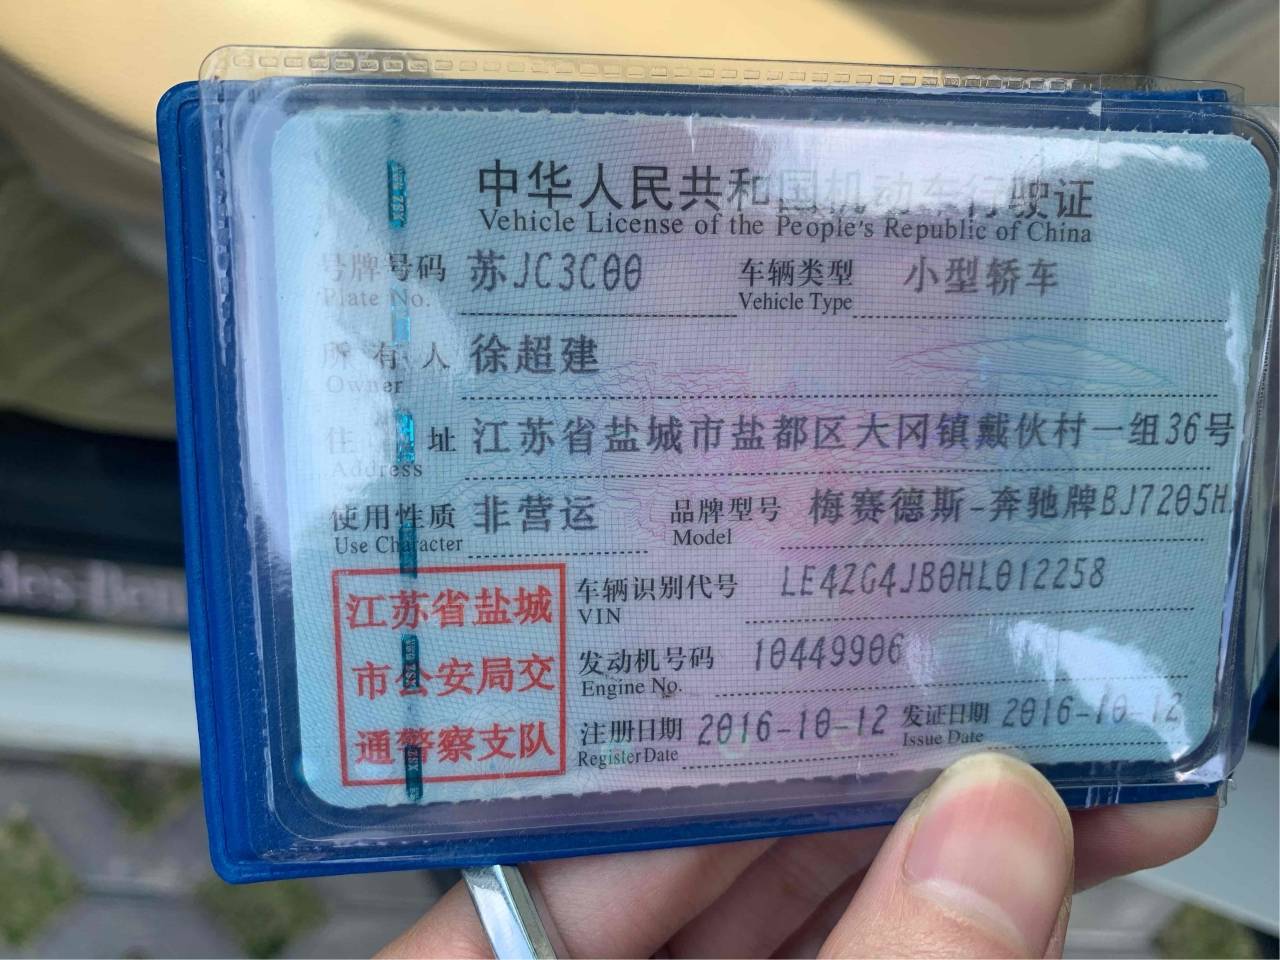 中华人民共和国机动车行驶证
Vehicle License of the People's Republic of China
号牌号码 苏JC3C00 车辆类型 小型轿车
Plate No. Vehicle Type
所有人 徐超建
Owner
住址 江苏省盐城市盐都区大冈镇戴伙村一组36号
Address
使用性质 非营运 品牌型号 梅赛德斯-奔驰牌BJ7205H
Use Character Model
江苏省盐城
市公安局交
通警察支队
车辆识别代号 LE4ZG4JB0HL012258
VIN
发动机号码 10449906
Engine No.
注册日期 2016-10-12 发证日期 2016-10-12
Register Date Issue Date